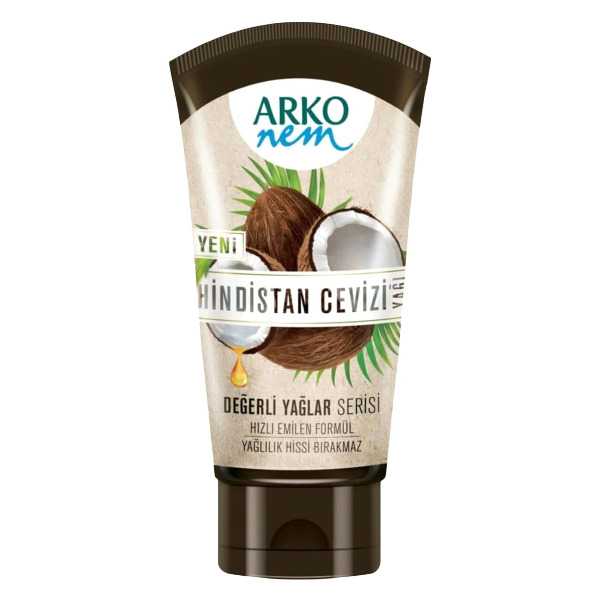 ARKO
nem
YENİ
HİNDİSTAN CEVİZİ
YAĞI
DEĞERLİ YAĞLAR SERİSİ
HIZLI EMİLEN FORMÜL
YAĞLILIK HİSSİ BIRAKMAZ